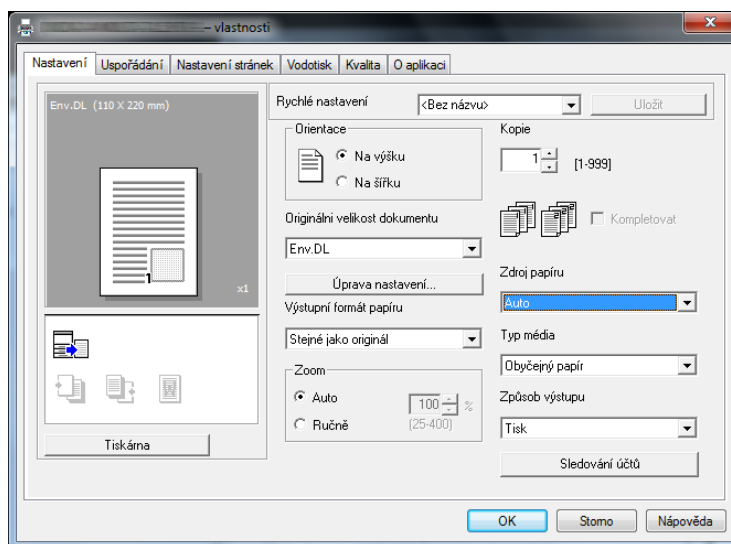 – vlastnosti
Nastavení
Uspořádání
Nastavení stránek
Vodotisk
Kvalita
O aplikaci
Env.DL (110 X 220 mm)
1
x1
Tiskárna
Rychlé nastavení
<Bez názvu>
Uložit
Orientace
Na výšku
Na šířku
Originálni velikost dokumentu
Env.DL
Úprava nastavení...
Výstupní formát papíru
Stejné jako originál
Zoom
Auto
Ručně
100 %
(25-400)
Kopie
1 [1-999]
Kompletovat
Zdroj papíru
Auto
Typ média
Obyčejný papír
Způsob výstupu
Tisk
Sledování účtů
OK
Storno
Nápověda